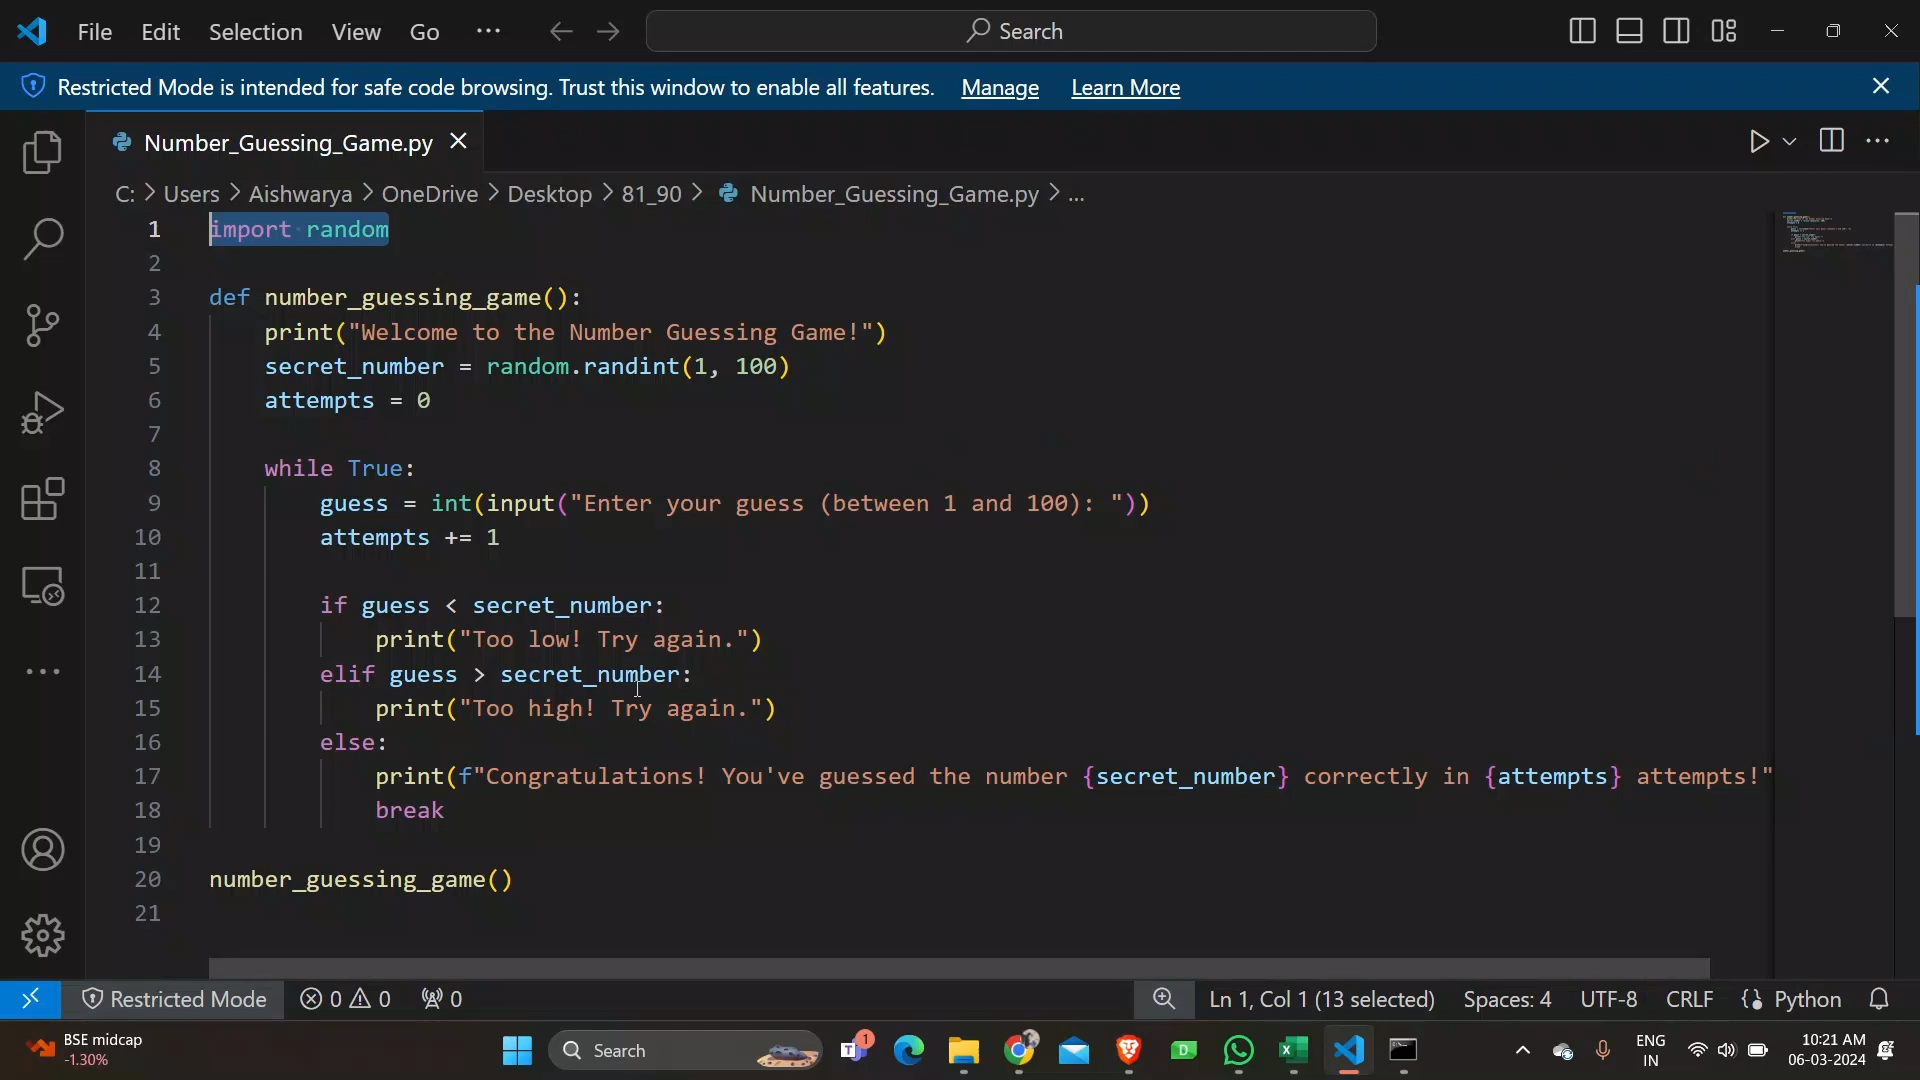 File Edit Selection View Go ··· Search
Restricted Mode is intended for safe code browsing. Trust this window to enable all features. Manage Learn More
Number_Guessing_Game.py
C: > Users > Aishwarya > OneDrive > Desktop > 81_90 > Number_Guessing_Game.py > ...
1 import random
2
3 def number_guessing_game():
4 print("Welcome to the Number Guessing Game!")
5 secret_number = random.randint(1, 100)
6 attempts = 0
7
8 while True:
9 guess = int(input("Enter your guess (between 1 and 100): "))
10 attempts += 1
11
12 if guess < secret_number:
13 print("Too low! Try again.")
14 elif guess > secret_number:
15 print("Too high! Try again.")
16 else:
17 print(f"Congratulations! You've guessed the number {secret_number} correctly in {attempts} attempts!"
18 break
19
20 number_guessing_game()
21
Restricted Mode 0 0 0 Ln 1, Col 1 (13 selected) Spaces: 4 UTF-8 CRLF Python
BSE midcap
-1.30%
Search
T 1
D
ENG
IN
10:21 AM
06-03-2024